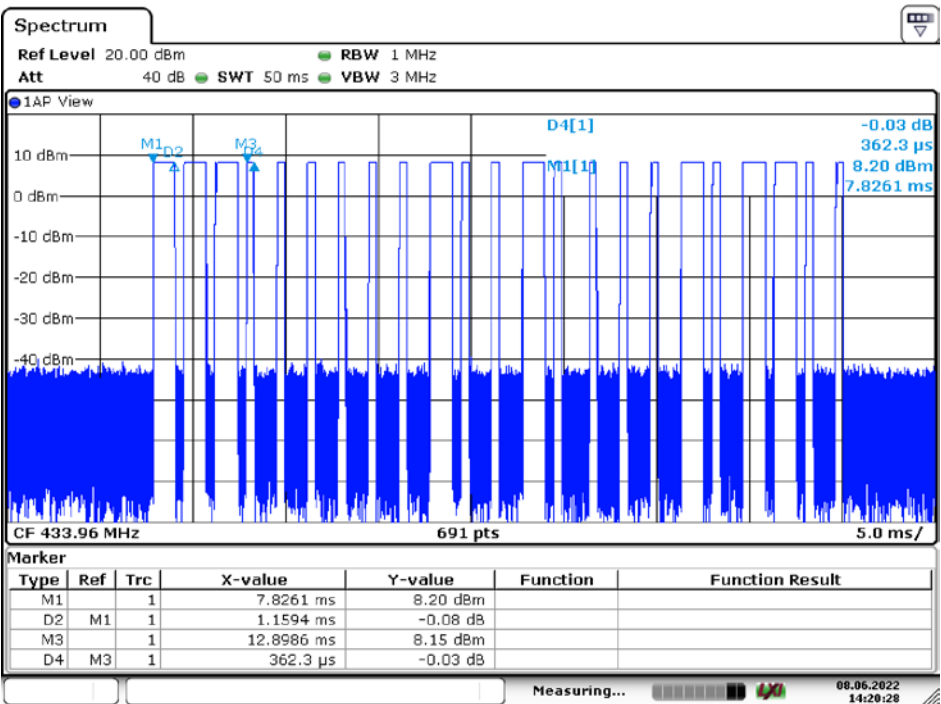 Spectrum
Ref Level 20.00 dBm RBW 1 MHz
Att 40 dB SWT 50 ms VBW 3 MHz
1AP View
D4[1] -0.03 dB
362.3 µs
M1[1] 8.20 dBm
7.8261 ms
M1 D2 M3 D4
10 dBm
0 dBm
-10 dBm
-20 dBm
-30 dBm
-40 dBm
CF 433.96 MHz 691 pts 5.0 ms/
Marker
Type Ref Trc X-value Y-value Function Function Result
M1 1 7.8261 ms 8.20 dBm
D2 M1 1 1.1594 ms -0.08 dB
M3 1 12.8986 ms 8.15 dBm
D4 M3 1 362.3 µs -0.03 dB
Measuring... LXI 08.06.2022
14:20:28